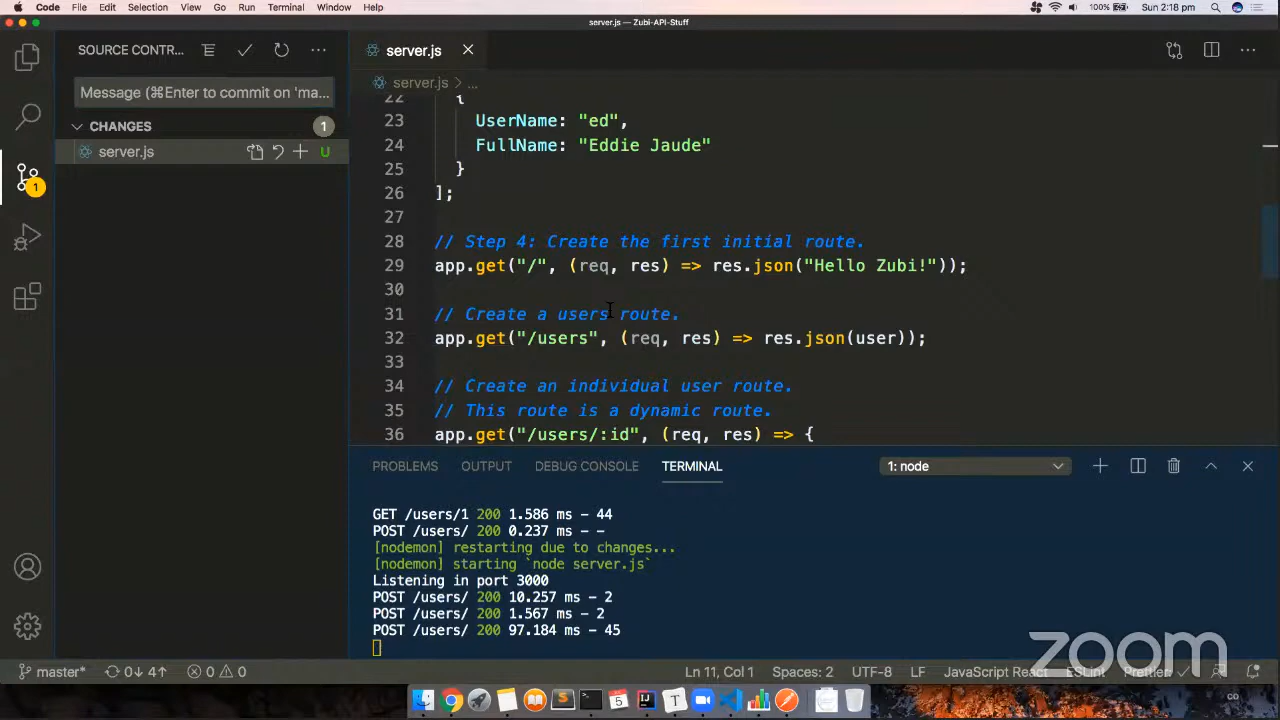 Code File Edit Selection View Go Run Terminal Window Help 100% Sun 2:18 pm
server.js — Zubi-API-Stuff
SOURCE CONTR...
Message (⌘Enter to commit on 'ma...
CHANGES 1
server.js U
1
server.js
server.js > ...
22 {
23 UserName: "ed",
24 FullName: "Eddie Jaude"
25 }
26 ];
27
28 // Step 4: Create the first initial route.
29 app.get("/", (req, res) => res.json("Hello Zubi!"));
30
31 // Create a users route.
32 app.get("/users", (req, res) => res.json(user));
33
34 // Create an individual user route.
35 // This route is a dynamic route.
36 app.get("/users/:id", (req, res) => {
PROBLEMS OUTPUT DEBUG CONSOLE TERMINAL 1: node
GET /users/1 200 1.586 ms - 44
POST /users/ 200 0.237 ms - -
[nodemon] restarting due to changes...
[nodemon] starting `node server.js`
Listening in port 3000
POST /users/ 200 10.257 ms - 2
POST /users/ 200 1.567 ms - 2
POST /users/ 200 97.184 ms - 45
zoom
master* 0↓ 4↑ 0 0 Ln 11, Col 1 Spaces: 2 UTF-8 LF JavaScript React ESLint Prettier: ✓
5